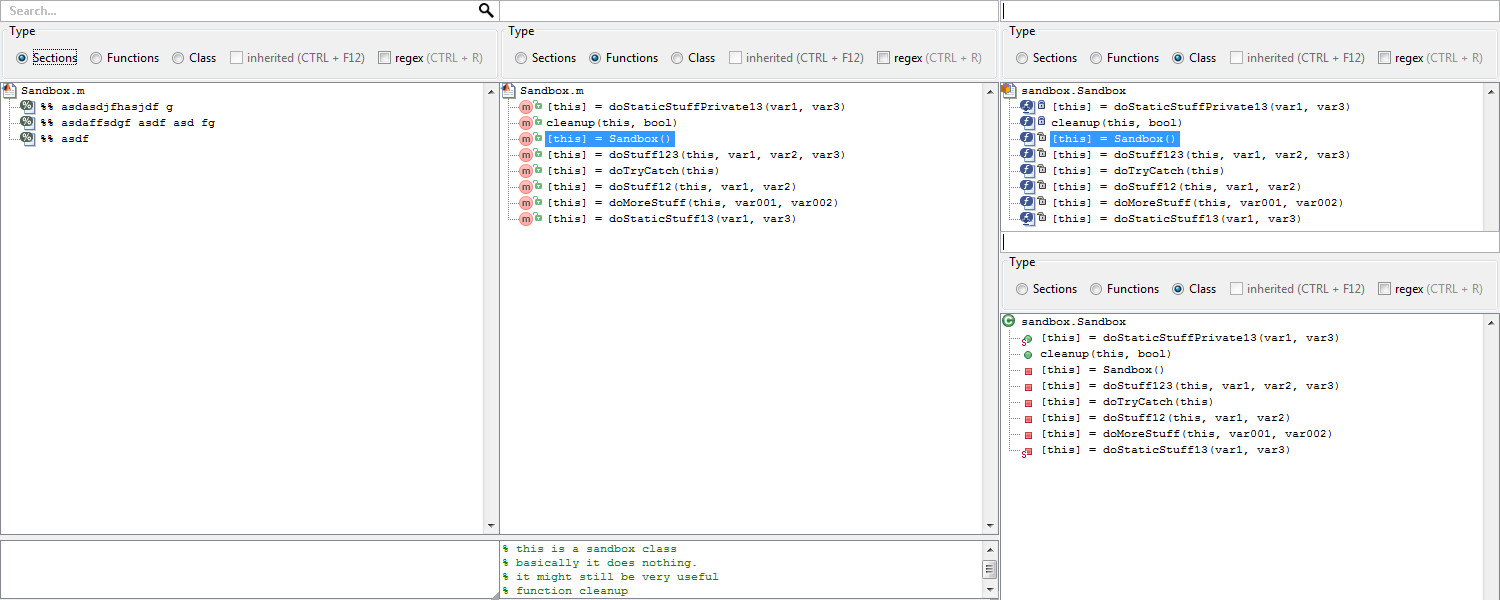 Search...
Type
Sections Functions Class inherited (CTRL + F12) regex (CTRL + R)
Sandbox.m
%% asdasdjfhasjdf g
%% asdaffsdgf asdf asd fg
%% asdf
Type
Sections Functions Class inherited (CTRL + F12) regex (CTRL + R)
Sandbox.m
[this] = doStaticStuffPrivate13(var1, var3)
cleanup(this, bool)
[this] = Sandbox()
[this] = doStuff123(this, var1, var2, var3)
[this] = doTryCatch(this)
[this] = doStuff12(this, var1, var2)
[this] = doMoreStuff(this, var001, var002)
[this] = doStaticStuff13(var1, var3)
% this is a sandbox class
% basically it does nothing.
% it might still be very useful
% function cleanup
Type
Sections Functions Class inherited (CTRL + F12) regex (CTRL + R)
sandbox.Sandbox
[this] = doStaticStuffPrivate13(var1, var3)
cleanup(this, bool)
[this] = Sandbox()
[this] = doStuff123(this, var1, var2, var3)
[this] = doTryCatch(this)
[this] = doStuff12(this, var1, var2)
[this] = doMoreStuff(this, var001, var002)
[this] = doStaticStuff13(var1, var3)
Type
Sections Functions Class inherited (CTRL + F12) regex (CTRL + R)
sandbox.Sandbox
[this] = doStaticStuffPrivate13(var1, var3)
cleanup(this, bool)
[this] = Sandbox()
[this] = doStuff123(this, var1, var2, var3)
[this] = doTryCatch(this)
[this] = doStuff12(this, var1, var2)
[this] = doMoreStuff(this, var001, var002)
[this] = doStaticStuff13(var1, var3)